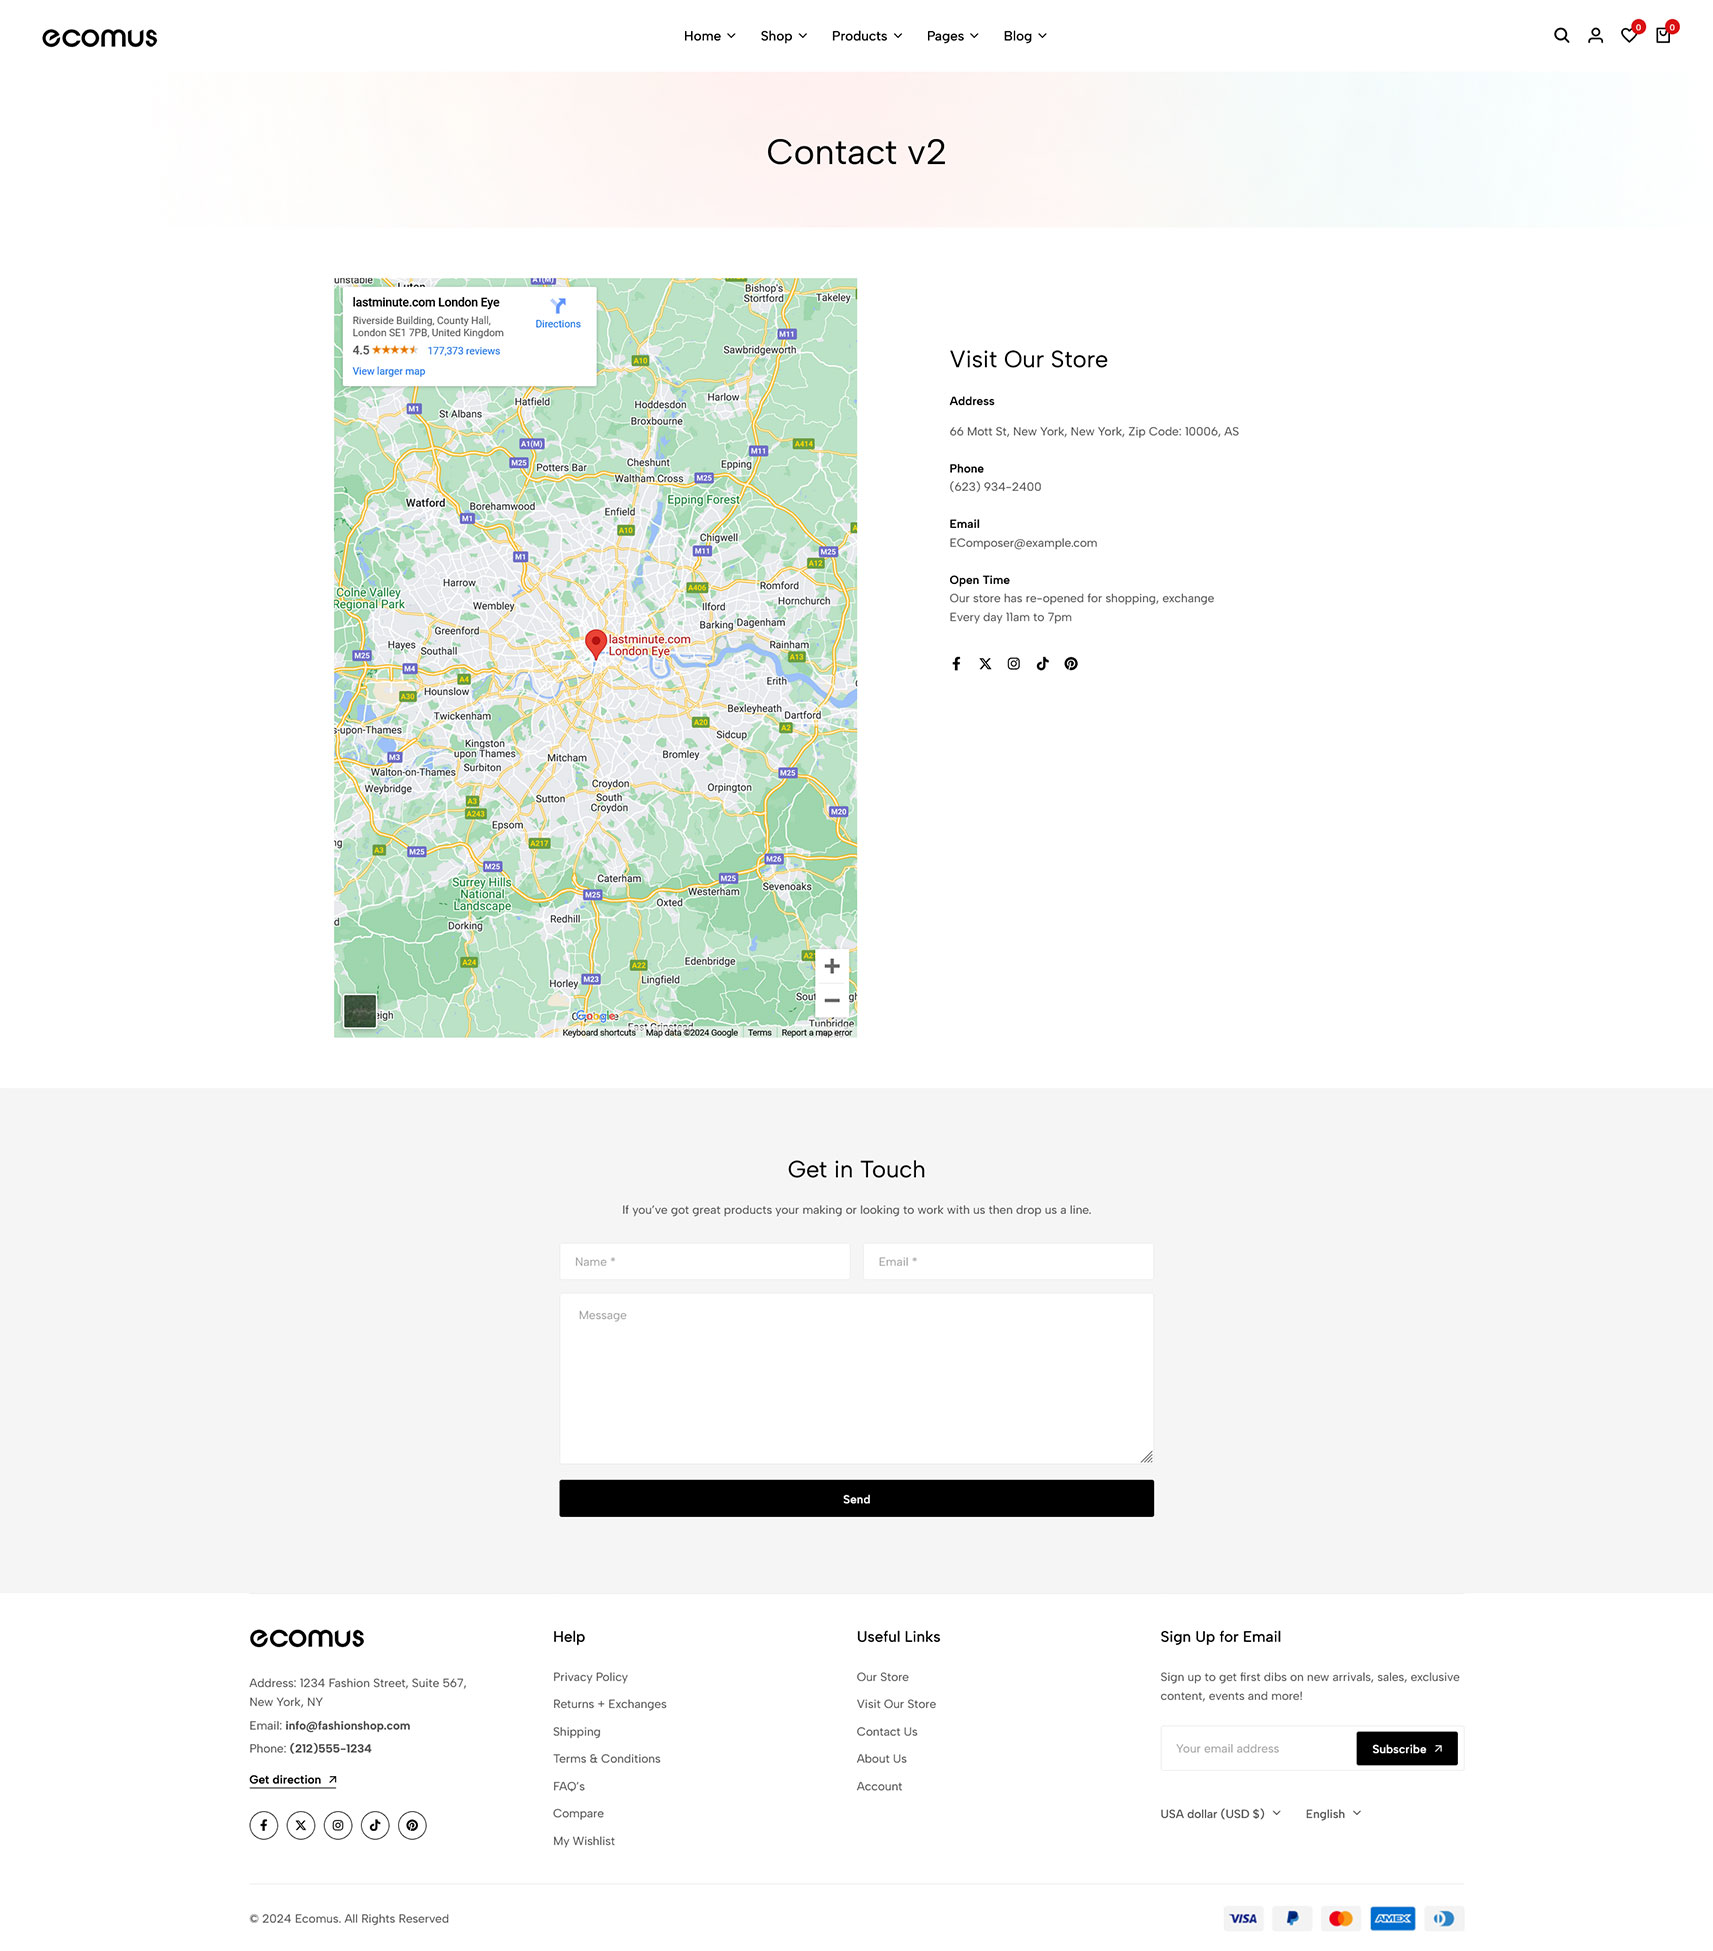 ecomus
Home
Shop
Products
Pages
Blog
0
0
Contact v2
lastminute.com London Eye
Riverside Building, County Hall,
London SE1 7PB, United Kingdom
4.5
177,373 reviews
View larger map
Directions
Luton
A1(M)
Bishop's
Stortford
Takeley
M11
Sawbridgeworth
A10
Hatfield
Hoddesdon
Harlow
M1
St Albans
Broxbourne
A1(M)
A414
M25
Potters Bar
Cheshunt
M11
Epping
Waltham Cross
M25
Watford
Borehamwood
Epping Forest
M1
Enfield
A10
Chigwell
M1
M11
M25
A12
Harrow
A406
Romford
Colne Valley
Regional Park
Wembley
Ilford
Hornchurch
Barking
Dagenham
Greenford
Hayes
Southall
lastminute.com
London Eye
Rainham
M25
A13
M4
A4
Erith
A30
Hounslow
Twickenham
Bexleyheath
Dartford
A20
A2
s-upon-Thames
Sidcup
Kingston
upon Thames
M3
Mitcham
Bromley
Walton-on-Thames
Surbiton
M25
Weybridge
Croydon
Orpington
A3
Sutton
South
Croydon
A243
M20
Epsom
A217
A3
M25
M25
M26
Surrey Hills
National
Landscape
Caterham
M25
Sevenoaks
M25
Westerham
Oxted
Redhill
Dorking
A24
A22
Edenbridge
M23
Lingfield
Horley
Google
East Grinstead
Tunbridge
Keyboard shortcuts
Map data ©2024 Google
Terms
Report a map error
Visit Our Store
Address
66 Mott St, New York, New York, Zip Code: 10006, AS
Phone
(623) 934-2400
Email
EComposer@example.com
Open Time
Our store has re-opened for shopping, exchange
Every day 11am to 7pm
Get in Touch
If you’ve got great products your making or looking to work with us then drop us a line.
Name *
Email *
Message
Send
ecomus
Address: 1234 Fashion Street, Suite 567,
New York, NY
Email: info@fashionshop.com
Phone: (212)555-1234
Get direction
Help
Privacy Policy
Returns + Exchanges
Shipping
Terms & Conditions
FAQ’s
Compare
My Wishlist
Useful Links
Our Store
Visit Our Store
Contact Us
About Us
Account
Sign Up for Email
Sign up to get first dibs on new arrivals, sales, exclusive
content, events and more!
Your email address
Subscribe
USA dollar (USD $)
English
© 2024 Ecomus. All Rights Reserved
VISA
AMEX